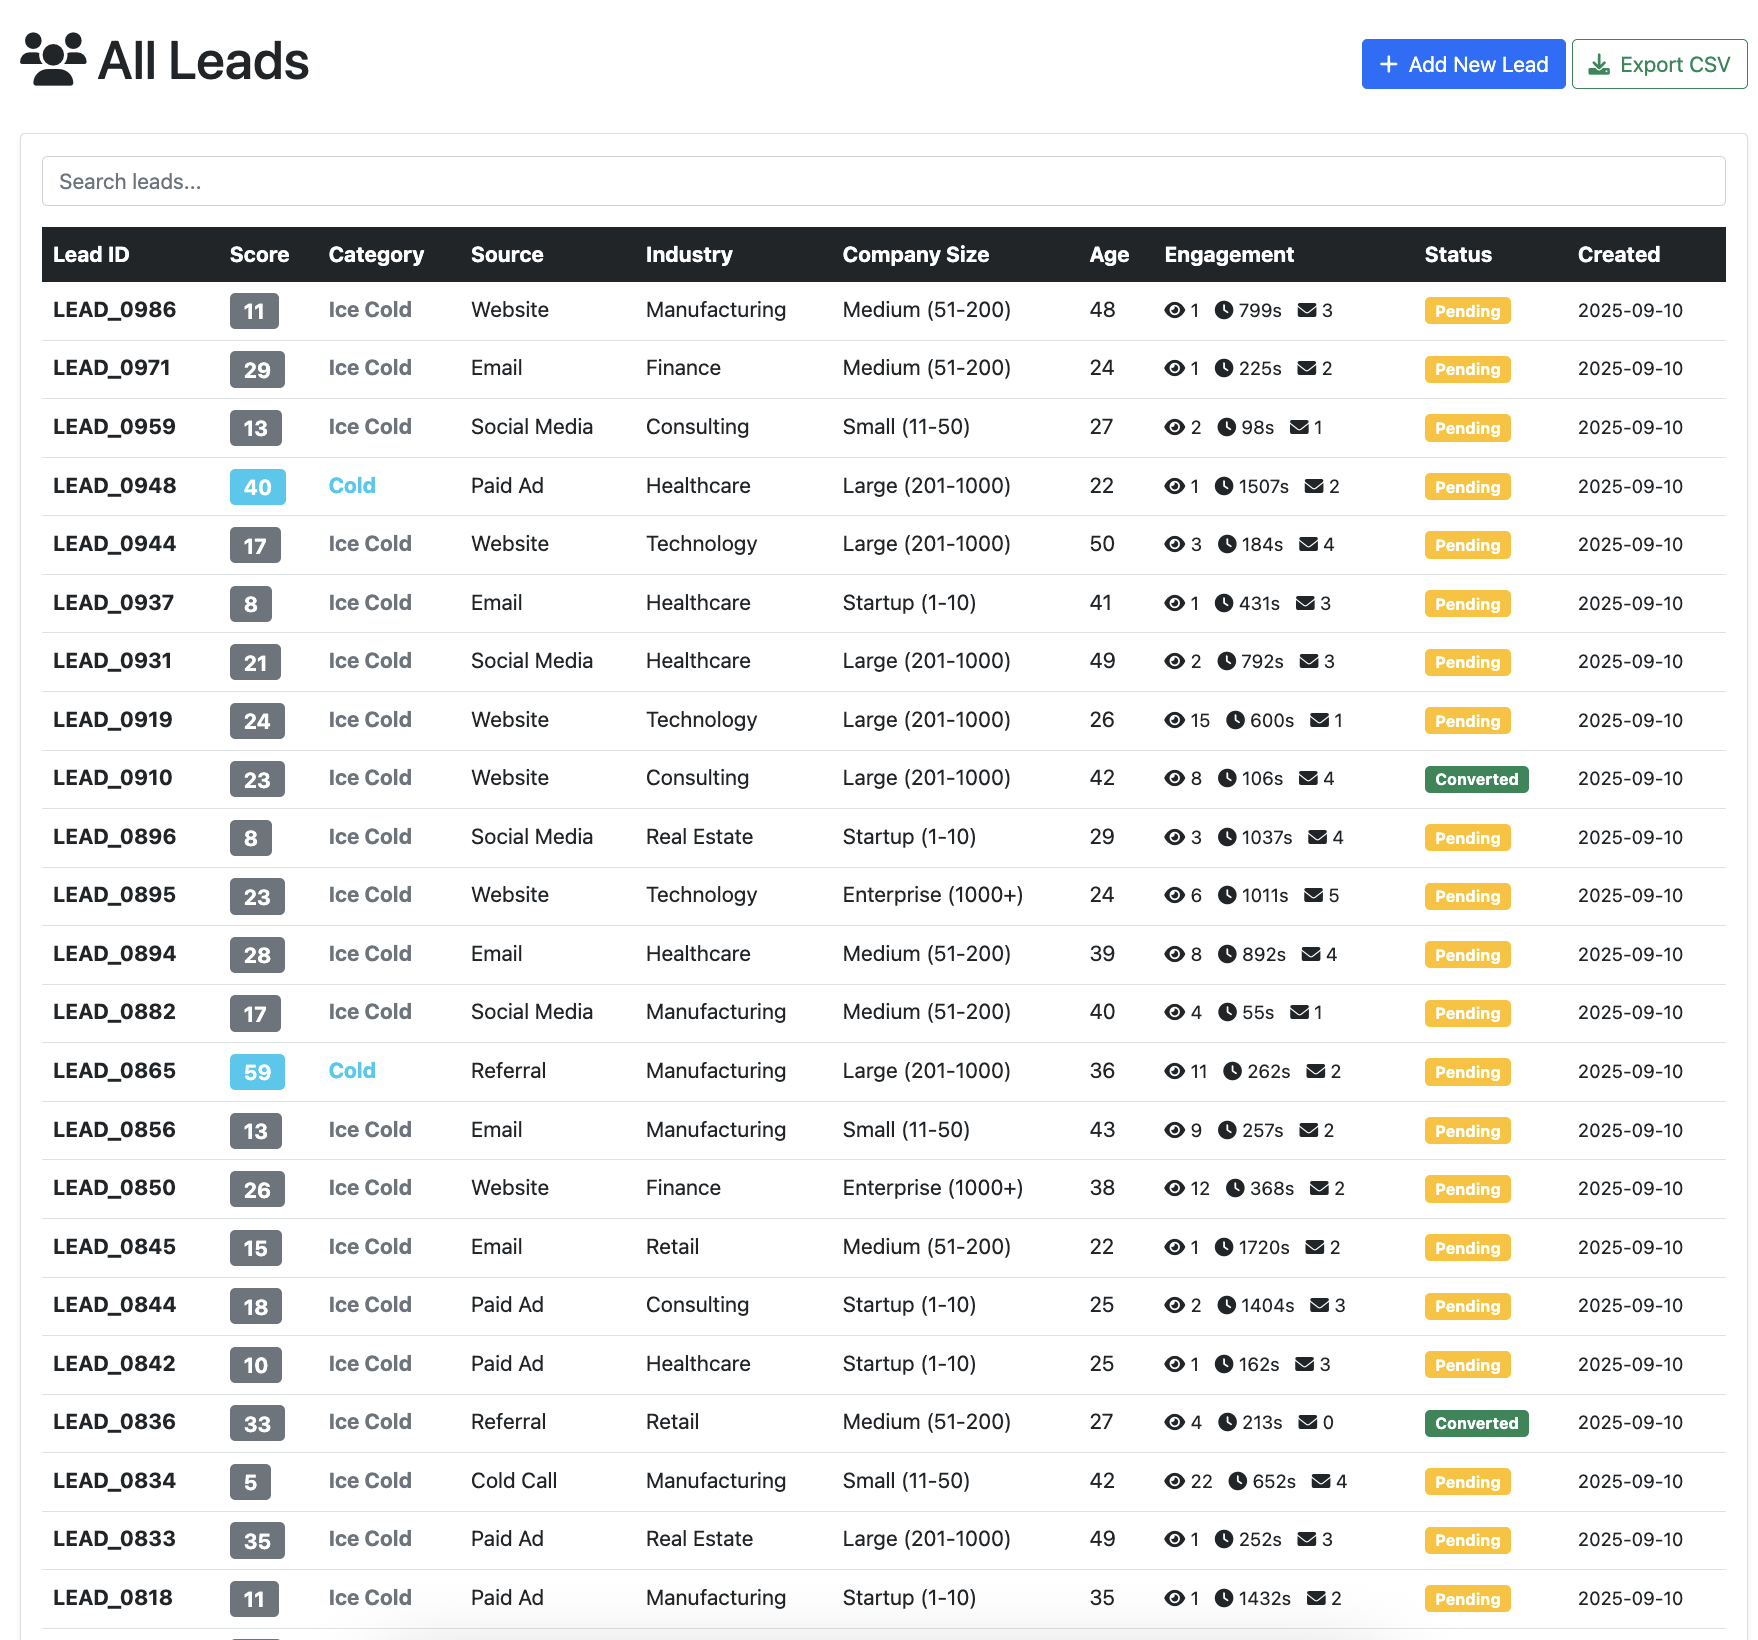 All Leads
Add New Lead
Export CSV
Search leads...
Lead ID Score Category Source Industry Company Size Age Engagement Status Created
LEAD_0986 11 Ice Cold Website Manufacturing Medium (51-200) 48 1 799s 3 Pending 2025-09-10
LEAD_0971 29 Ice Cold Email Finance Medium (51-200) 24 1 225s 2 Pending 2025-09-10
LEAD_0959 13 Ice Cold Social Media Consulting Small (11-50) 27 2 98s 1 Pending 2025-09-10
LEAD_0948 40 Cold Paid Ad Healthcare Large (201-1000) 22 1 1507s 2 Pending 2025-09-10
LEAD_0944 17 Ice Cold Website Technology Large (201-1000) 50 3 184s 4 Pending 2025-09-10
LEAD_0937 8 Ice Cold Email Healthcare Startup (1-10) 41 1 431s 3 Pending 2025-09-10
LEAD_0931 21 Ice Cold Social Media Healthcare Large (201-1000) 49 2 792s 3 Pending 2025-09-10
LEAD_0919 24 Ice Cold Website Technology Large (201-1000) 26 15 600s 1 Pending 2025-09-10
LEAD_0910 23 Ice Cold Website Consulting Large (201-1000) 42 8 106s 4 Converted 2025-09-10
LEAD_0896 8 Ice Cold Social Media Real Estate Startup (1-10) 29 3 1037s 4 Pending 2025-09-10
LEAD_0895 23 Ice Cold Website Technology Enterprise (1000+) 24 6 1011s 5 Pending 2025-09-10
LEAD_0894 28 Ice Cold Email Healthcare Medium (51-200) 39 8 892s 4 Pending 2025-09-10
LEAD_0882 17 Ice Cold Social Media Manufacturing Medium (51-200) 40 4 55s 1 Pending 2025-09-10
LEAD_0865 59 Cold Referral Manufacturing Large (201-1000) 36 11 262s 2 Pending 2025-09-10
LEAD_0856 13 Ice Cold Email Manufacturing Small (11-50) 43 9 257s 2 Pending 2025-09-10
LEAD_0850 26 Ice Cold Website Finance Enterprise (1000+) 38 12 368s 2 Pending 2025-09-10
LEAD_0845 15 Ice Cold Email Retail Medium (51-200) 22 1 1720s 2 Pending 2025-09-10
LEAD_0844 18 Ice Cold Paid Ad Consulting Startup (1-10) 25 2 1404s 3 Pending 2025-09-10
LEAD_0842 10 Ice Cold Paid Ad Healthcare Startup (1-10) 25 1 162s 3 Pending 2025-09-10
LEAD_0836 33 Ice Cold Referral Retail Medium (51-200) 27 4 213s 0 Converted 2025-09-10
LEAD_0834 5 Ice Cold Cold Call Manufacturing Small (11-50) 42 22 652s 4 Pending 2025-09-10
LEAD_0833 35 Ice Cold Paid Ad Real Estate Large (201-1000) 49 1 252s 3 Pending 2025-09-10
LEAD_0818 11 Ice Cold Paid Ad Manufacturing Startup (1-10) 35 1 1432s 2 Pending 2025-09-10